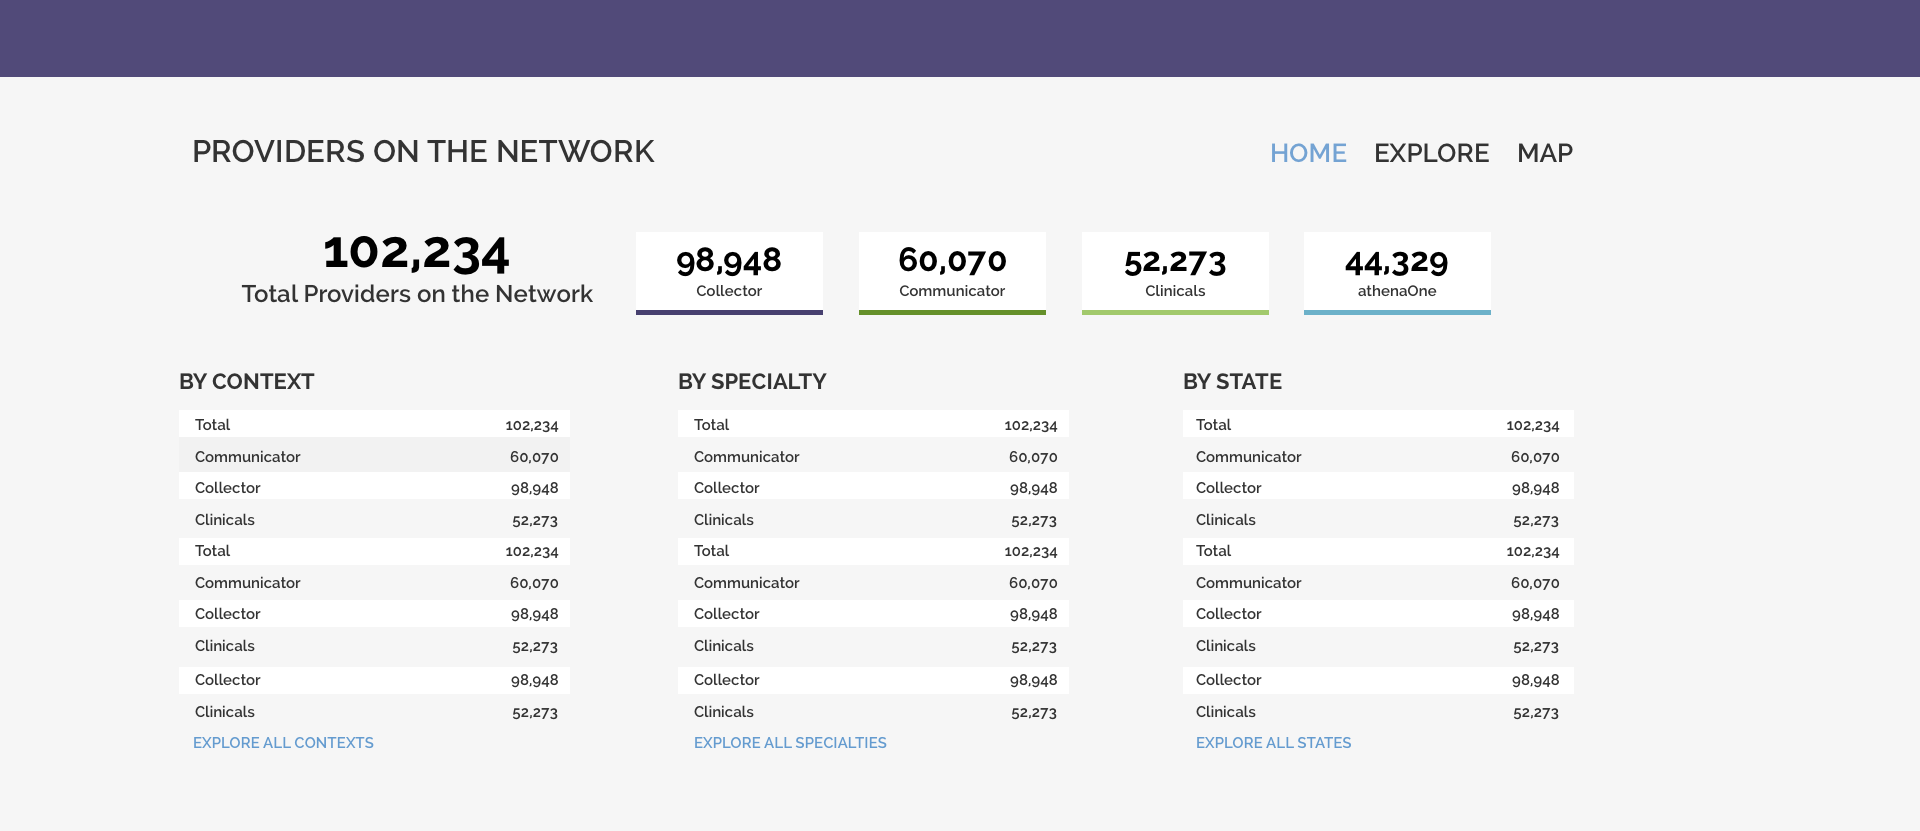 PROVIDERS ON THE NETWORK
HOME EXPLORE MAP
102,234
Total Providers on the Network
98,948
Collector
60,070
Communicator
52,273
Clinicals
44,329
athenaOne
BY CONTEXT
Total 102,234
Communicator 60,070
Collector 98,948
Clinicals 52,273
Total 102,234
Communicator 60,070
Collector 98,948
Clinicals 52,273
Collector 98,948
Clinicals 52,273
EXPLORE ALL CONTEXTS
BY SPECIALTY
Total 102,234
Communicator 60,070
Collector 98,948
Clinicals 52,273
Total 102,234
Communicator 60,070
Collector 98,948
Clinicals 52,273
Collector 98,948
Clinicals 52,273
EXPLORE ALL SPECIALTIES
BY STATE
Total 102,234
Communicator 60,070
Collector 98,948
Clinicals 52,273
Total 102,234
Communicator 60,070
Collector 98,948
Clinicals 52,273
Collector 98,948
Clinicals 52,273
EXPLORE ALL STATES